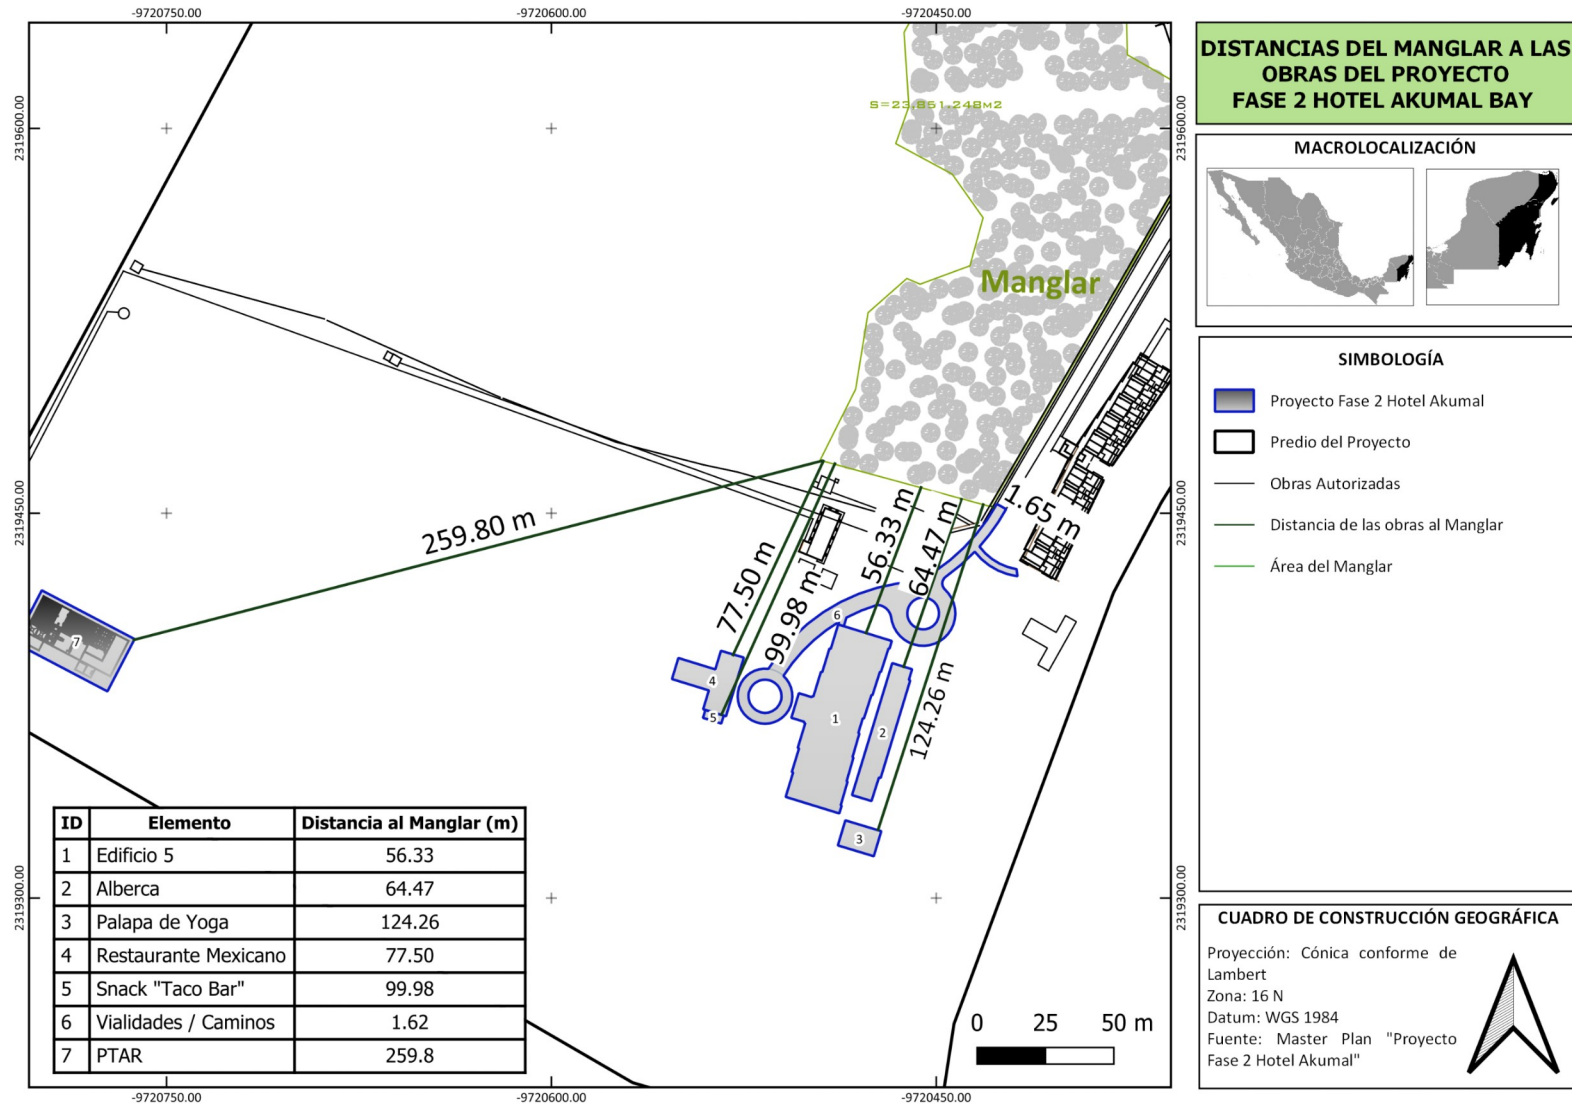 -9720750.00
-9720600.00
-9720450.00
DISTANCIAS DEL MANGLAR A LAS
OBRAS DEL PROYECTO
FASE 2 HOTEL AKUMAL BAY
MACROLOCALIZACIÓN
SIMBOLOGÍA
Proyecto Fase 2 Hotel Akumal
Predio del Proyecto
Obras Autorizadas
Distancia de las obras al Manglar
Área del Manglar
CUADRO DE CONSTRUCCIÓN GEOGRÁFICA
Proyección: Cónica conforme de
Lambert
Zona: 16 N
Datum: WGS 1984
Fuente: Master Plan "Proyecto
Fase 2 Hotel Akumal"
2319600.00
2319450.00
2319300.00
2319600.00
2319450.00
2319300.00
S=23,851.248M2
Manglar
259.80 m
77.50 m
99.98 m
56.33 m
64.47 m
1.65 m
124.26 m
7
6
4
5
1
2
3
ID Elemento Distancia al Manglar (m)
1 Edificio 5 56.33
2 Alberca 64.47
3 Palapa de Yoga 124.26
4 Restaurante Mexicano 77.50
5 Snack "Taco Bar" 99.98
6 Vialidades / Caminos 1.62
7 PTAR 259.8
0 25 50 m
-9720750.00
-9720600.00
-9720450.00